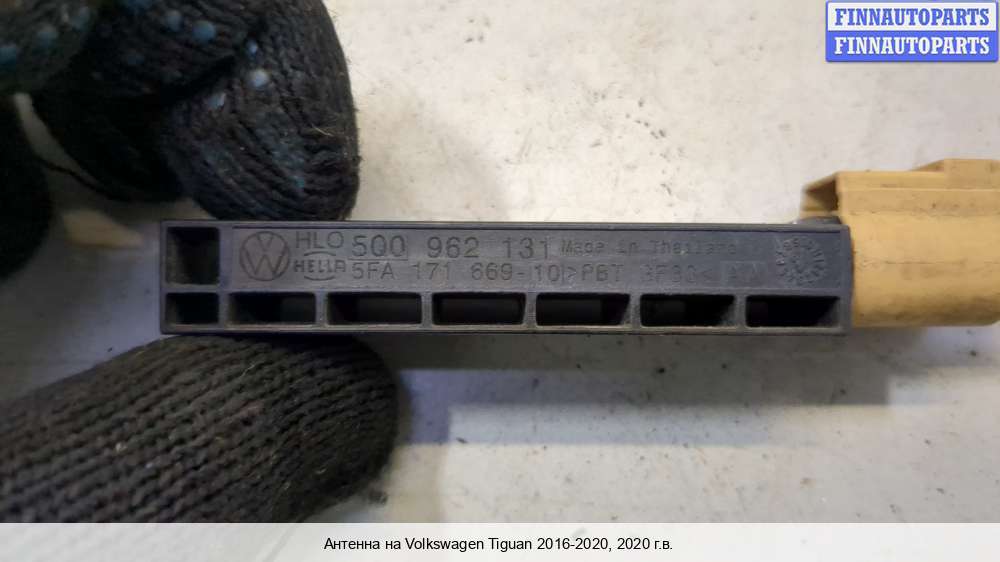 FINNAUTOPARTS
FINNAUTOPARTS
HLO 5Q0 962 131 Made in Thailand
HELLA 5FA 171 669-10 >PBT GF30<
Антенна на Volkswagen Tiguan 2016-2020, 2020 г.в.